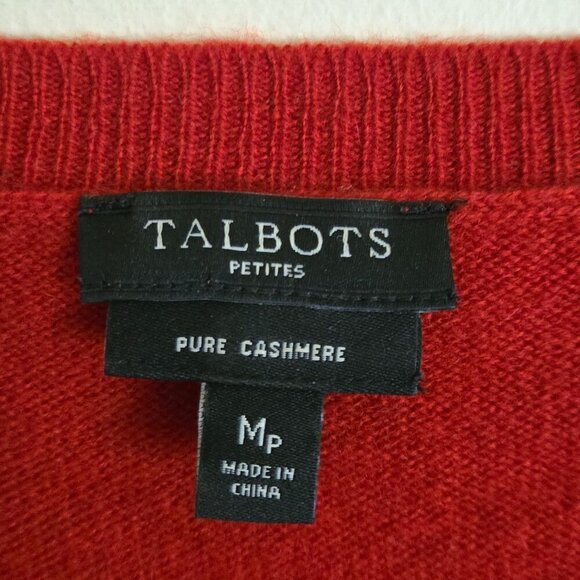 TALBOTS
PETITES
PURE CASHMERE
MP
MADE IN
CHINA